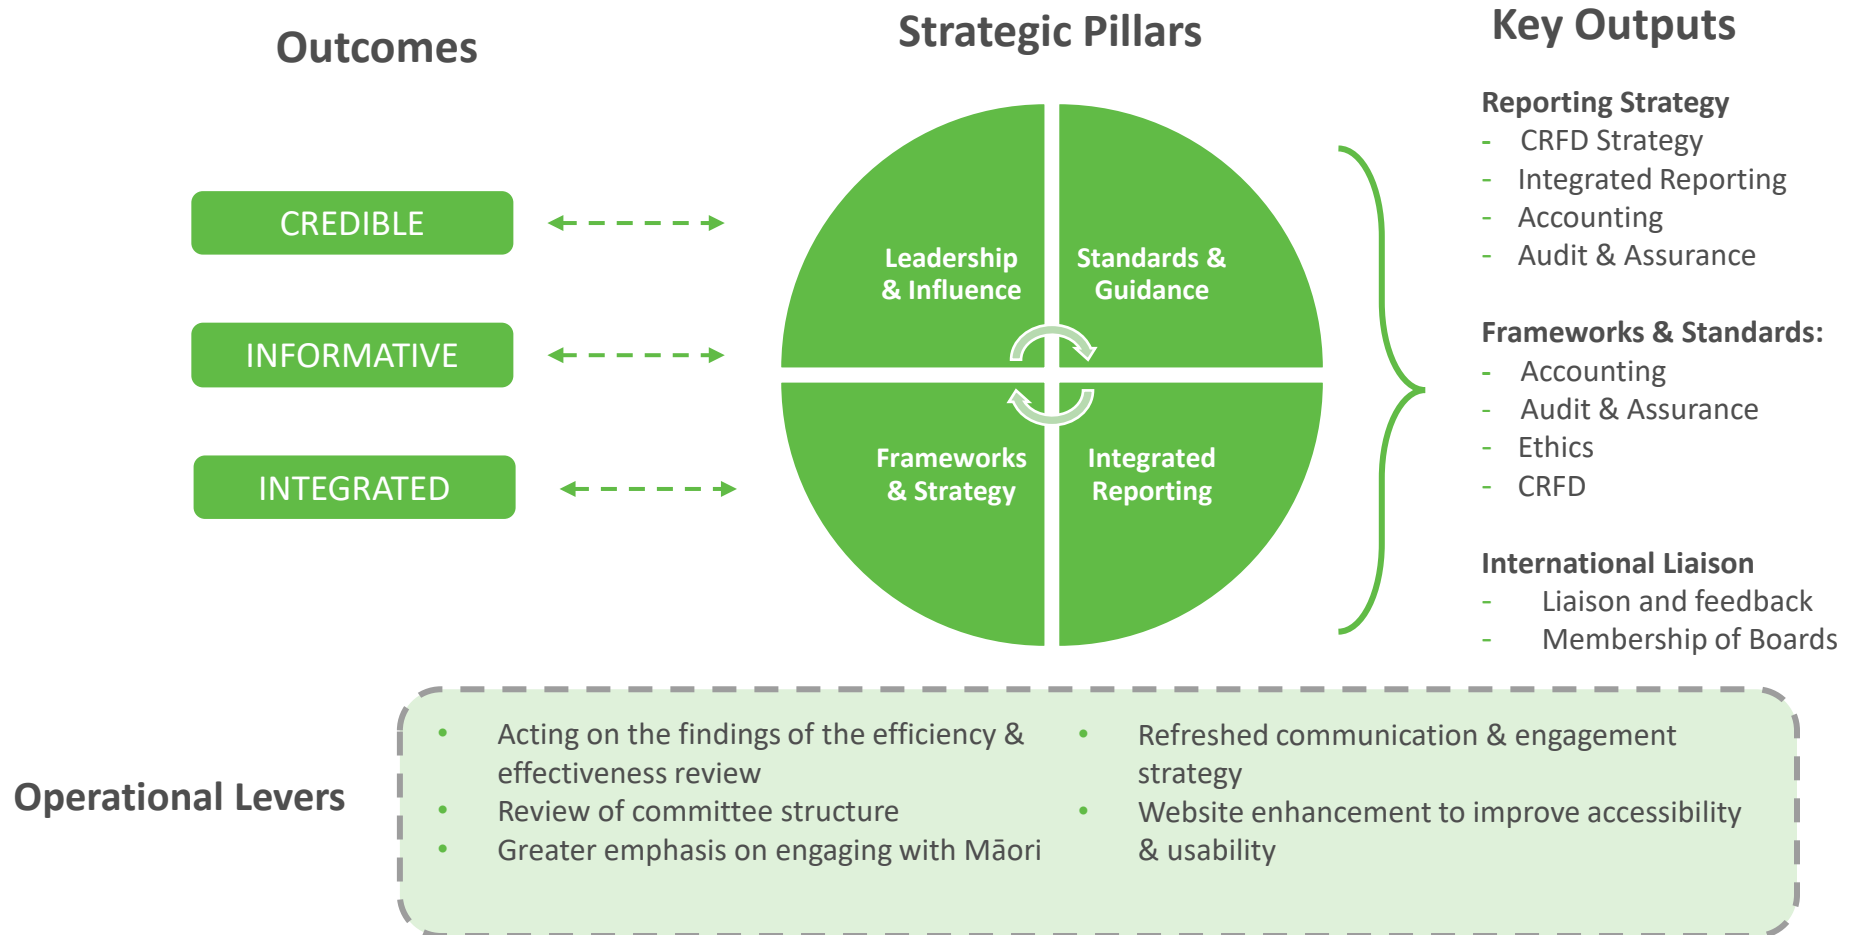 Outcomes
Strategic Pillars
Key Outputs
CREDIBLE
INFORMATIVE
INTEGRATED
Leadership
& Influence
Standards &
Guidance
Frameworks
& Strategy
Integrated
Reporting
Reporting Strategy
- CRFD Strategy
- Integrated Reporting
- Accounting
- Audit & Assurance
Frameworks & Standards:
- Accounting
- Audit & Assurance
- Ethics
- CRFD
International Liaison
- Liaison and feedback
- Membership of Boards
Operational Levers
• Acting on the findings of the efficiency &
effectiveness review
• Review of committee structure
• Greater emphasis on engaging with Māori
• Refreshed communication & engagement
strategy
• Website enhancement to improve accessibility
& usability